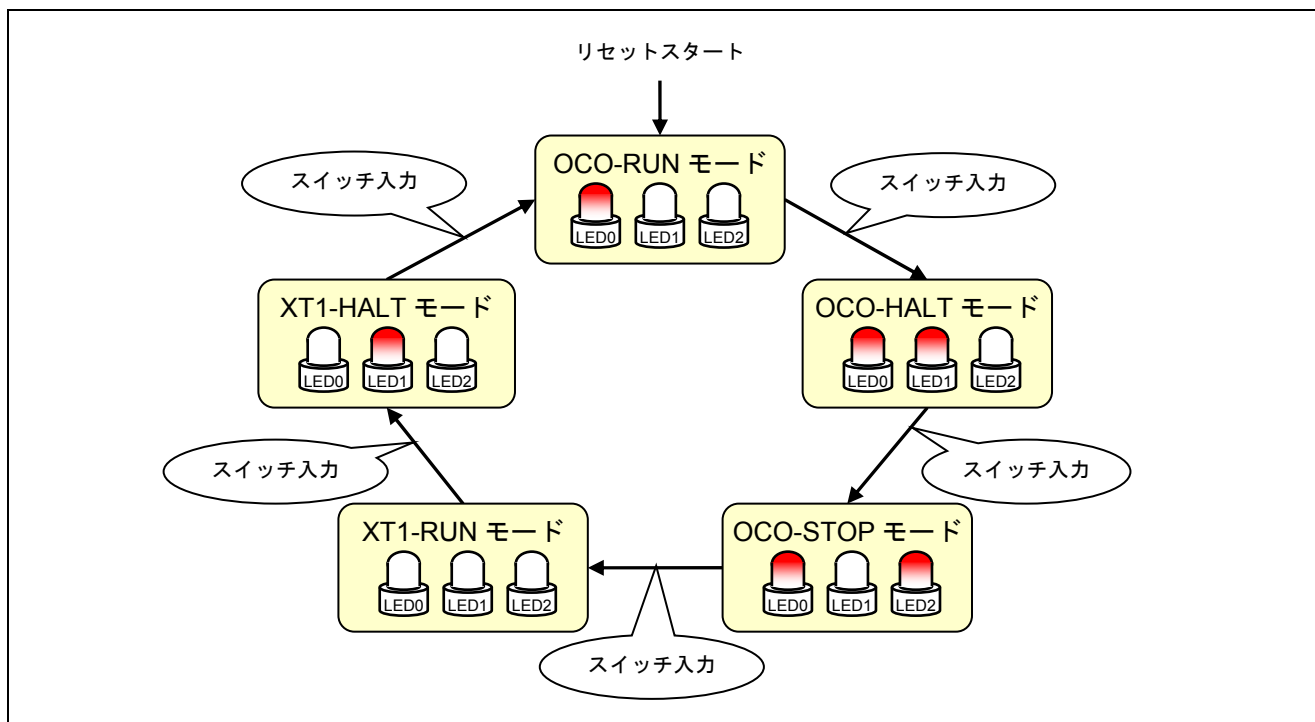 リセットスタート
OCO-RUN モード
LED0 LED1 LED2
スイッチ入力
スイッチ入力
XT1-HALT モード
LED0 LED1 LED2
OCO-HALT モード
LED0 LED1 LED2
スイッチ入力
スイッチ入力
XT1-RUN モード
LED0 LED1 LED2
OCO-STOP モード
LED0 LED1 LED2
スイッチ入力